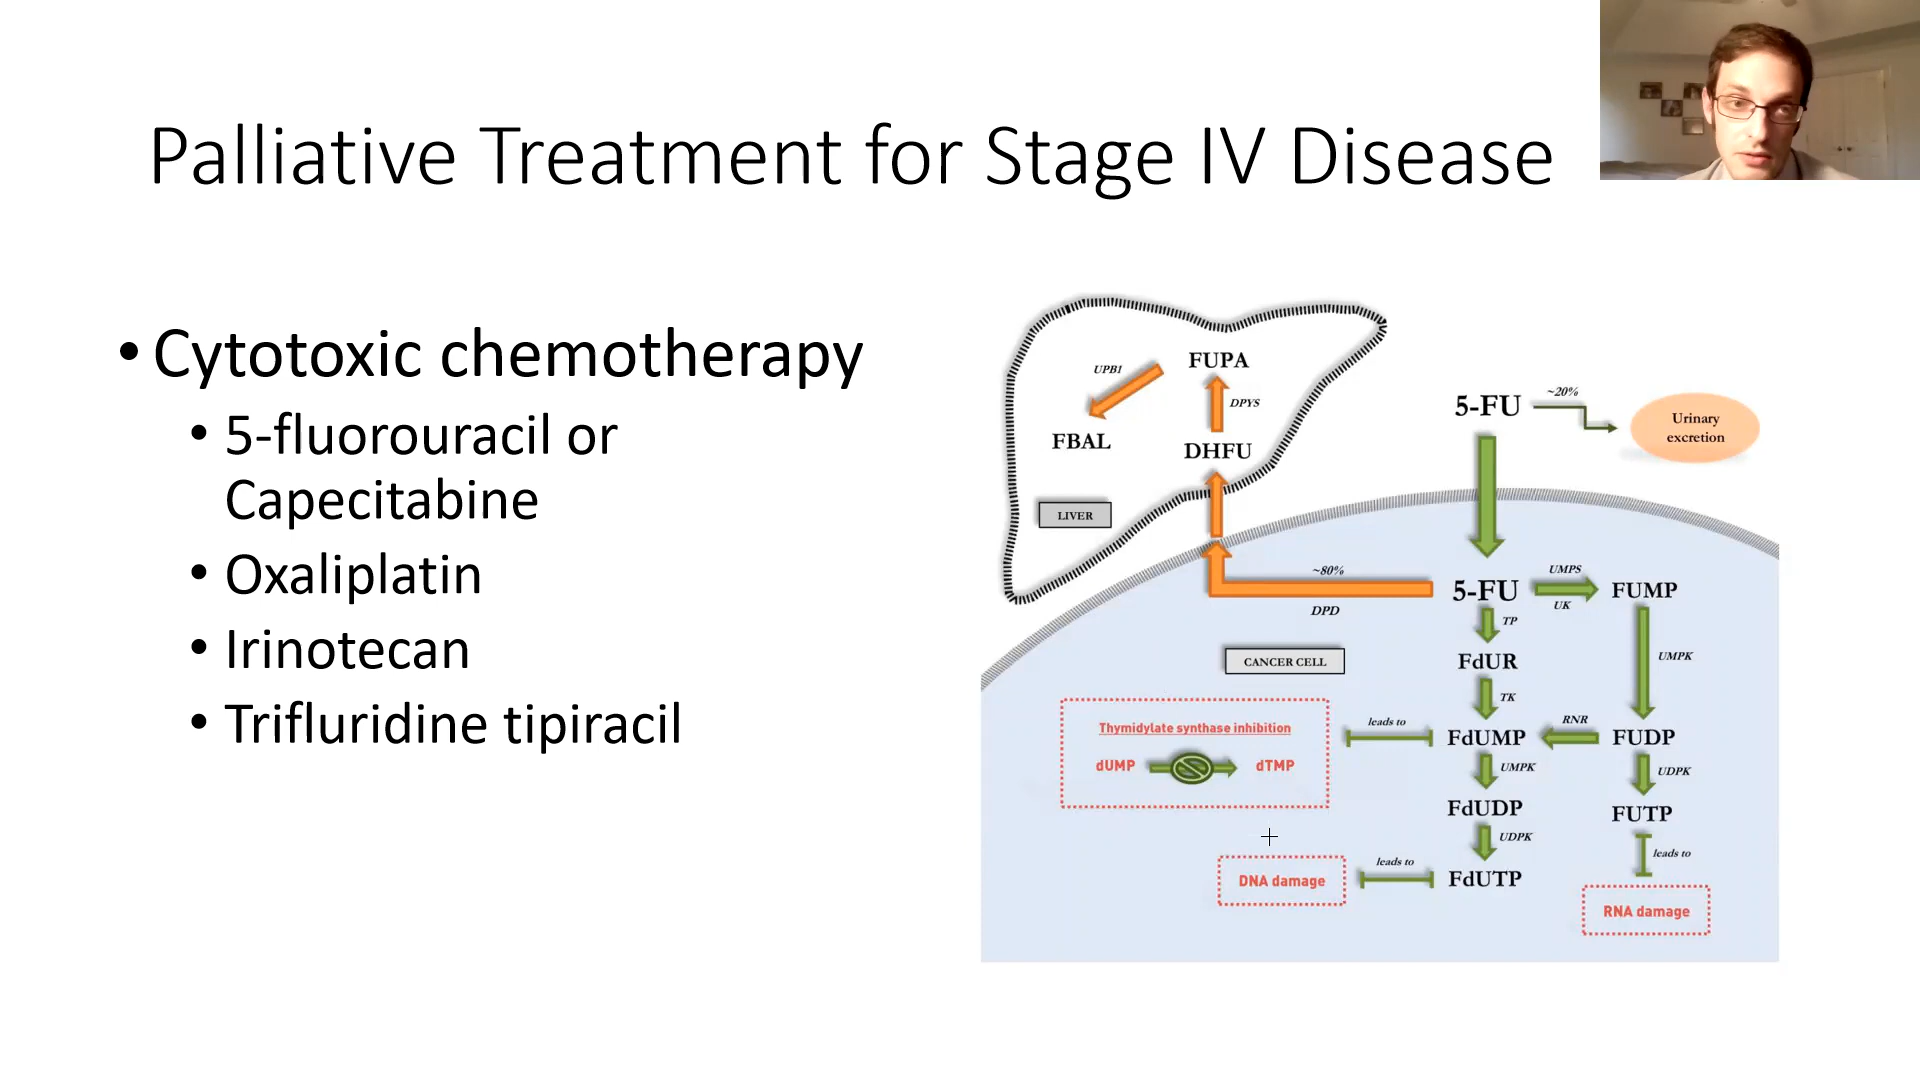 Palliative Treatment for Stage IV Disease
• Cytotoxic chemotherapy
• 5-fluorouracil or
Capecitabine
• Oxaliplatin
• Irinotecan
• Trifluridine tipiracil
UPB1
FUPA
DPYS
FBAL
DHFU
LIVER
5-FU
~20%
Urinary
excretion
~80%
DPD
5-FU
UMPS
UK
FUMP
TP
UMPK
CANCER CELL
FdUR
TK
Thymidylate synthase inhibition
dUMP
dTMP
leads to
FdUMP
RNR
FUDP
UMPK
UDPK
FdUDP
FUTP
UDPK
leads to
DNA damage
leads to
FdUTP
RNA damage